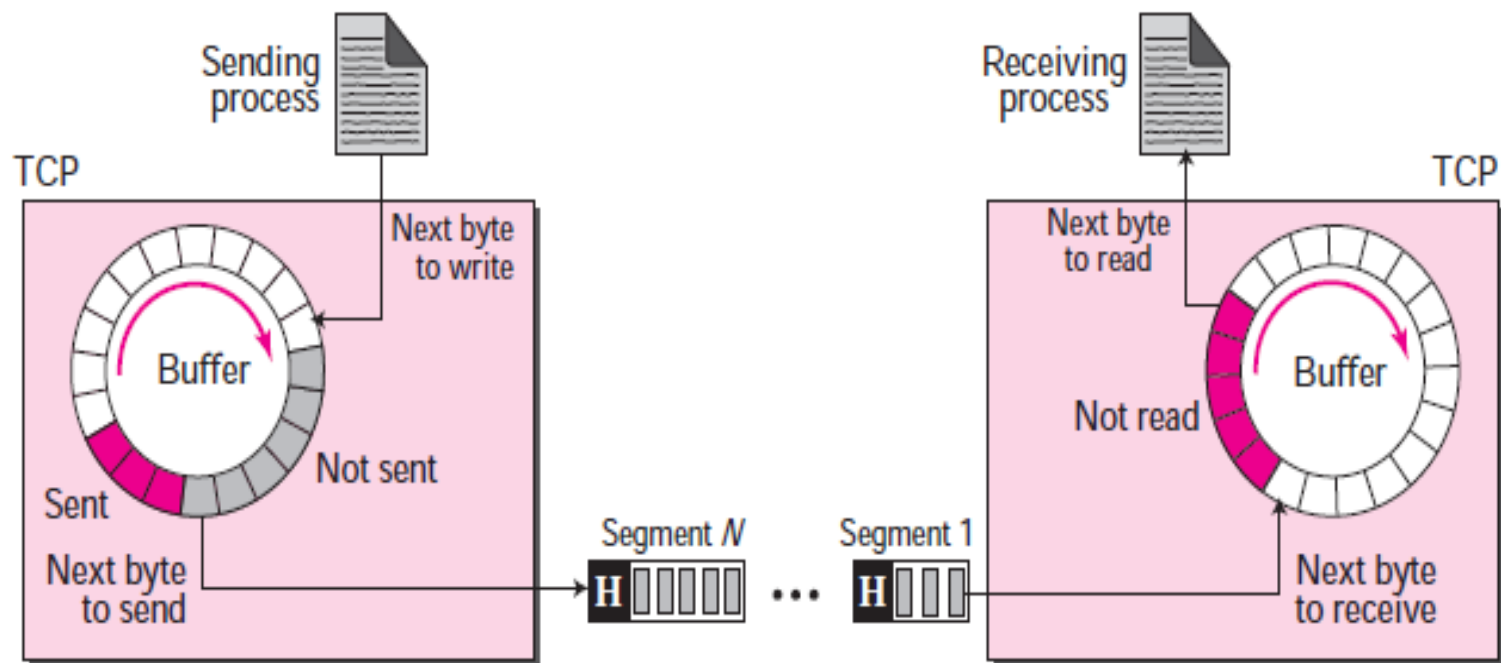 Sending
process
Receiving
process
TCP
TCP
Next byte
to write
Next byte
to read
Buffer
Buffer
Not sent
Not read
Sent
Segment N
Segment 1
Next byte
to send
H
...
H
Next byte
to receive